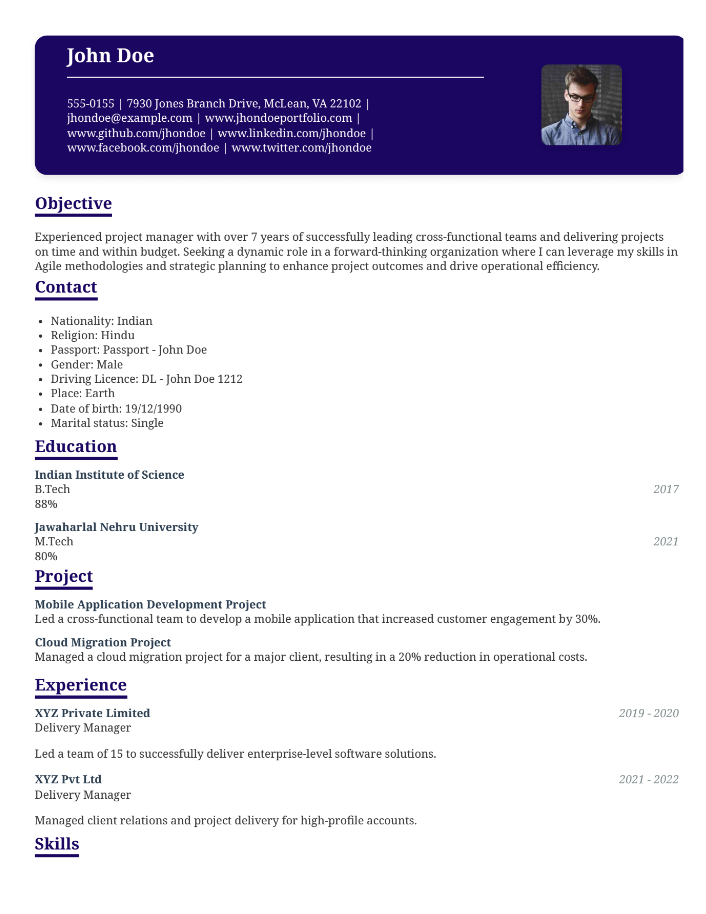 John Doe
555-0155 | 7930 Jones Branch Drive, McLean, VA 22102 |
jhondoe@example.com | www.jhondoeportfolio.com |
www.github.com/jhondoe | www.linkedin.com/jhondoe |
www.facebook.com/jhondoe | www.twitter.com/jhondoe
Objective
Experienced project manager with over 7 years of successfully leading cross-functional teams and delivering projects
on time and within budget. Seeking a dynamic role in a forward-thinking organization where I can leverage my skills in
Agile methodologies and strategic planning to enhance project outcomes and drive operational efficiency.
Contact
• Nationality: Indian
• Religion: Hindu
• Passport: Passport - John Doe
• Gender: Male
• Driving Licence: DL - John Doe 1212
• Place: Earth
• Date of birth: 19/12/1990
• Marital status: Single
Education
Indian Institute of Science
B.Tech 2017
88%
Jawaharlal Nehru University
M.Tech 2021
80%
Project
Mobile Application Development Project
Led a cross-functional team to develop a mobile application that increased customer engagement by 30%.
Cloud Migration Project
Managed a cloud migration project for a major client, resulting in a 20% reduction in operational costs.
Experience
XYZ Private Limited 2019 - 2020
Delivery Manager
Led a team of 15 to successfully deliver enterprise-level software solutions.
XYZ Pvt Ltd 2021 - 2022
Delivery Manager
Managed client relations and project delivery for high-profile accounts.
Skills